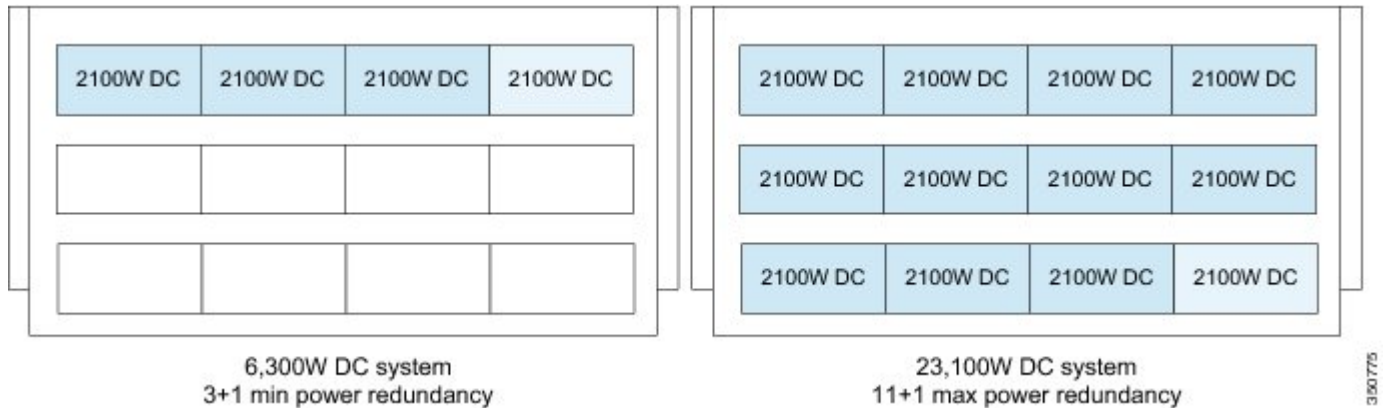 2100W DC 2100W DC 2100W DC 2100W DC
6,300W DC system
3+1 min power redundancy
2100W DC 2100W DC 2100W DC 2100W DC
2100W DC 2100W DC 2100W DC 2100W DC
2100W DC 2100W DC 2100W DC 2100W DC
23,100W DC system
11+1 max power redundancy
350775